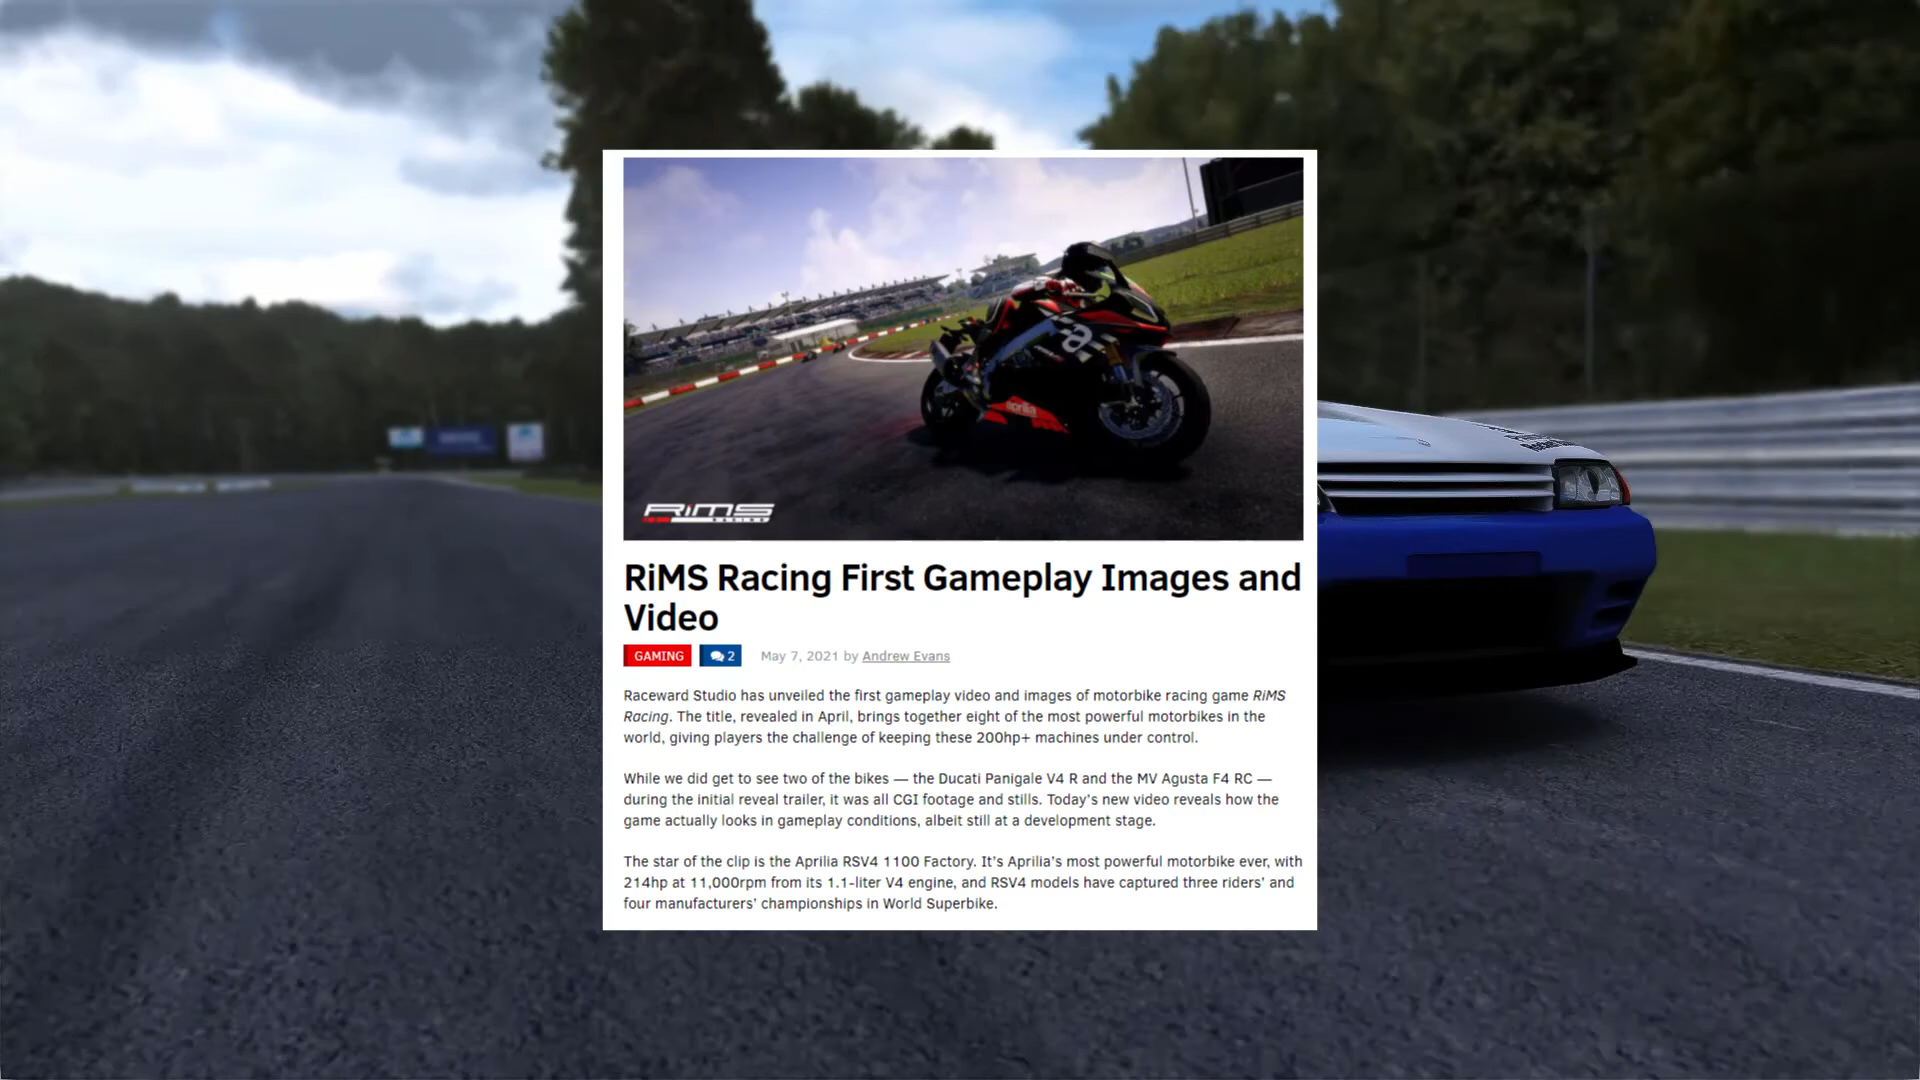 aprilia
RiMS
RACING
RiMS Racing First Gameplay Images and
Video
GAMING 2 May 7, 2021 by Andrew Evans
Raceward Studio has unveiled the first gameplay video and images of motorbike racing game RiMS
Racing. The title, revealed in April, brings together eight of the most powerful motorbikes in the
world, giving players the challenge of keeping these 200hp+ machines under control.
While we did get to see two of the bikes — the Ducati Panigale V4 R and the MV Agusta F4 RC —
during the initial reveal trailer, it was all CGI footage and stills. Today's new video reveals how the
game actually looks in gameplay conditions, albeit still at a development stage.
The star of the clip is the Aprilia RSV4 1100 Factory. It's Aprilia's most powerful motorbike ever, with
214hp at 11,000rpm from its 1.1-liter V4 engine, and RSV4 models have captured three riders' and
four manufacturers' championships in World Superbike.